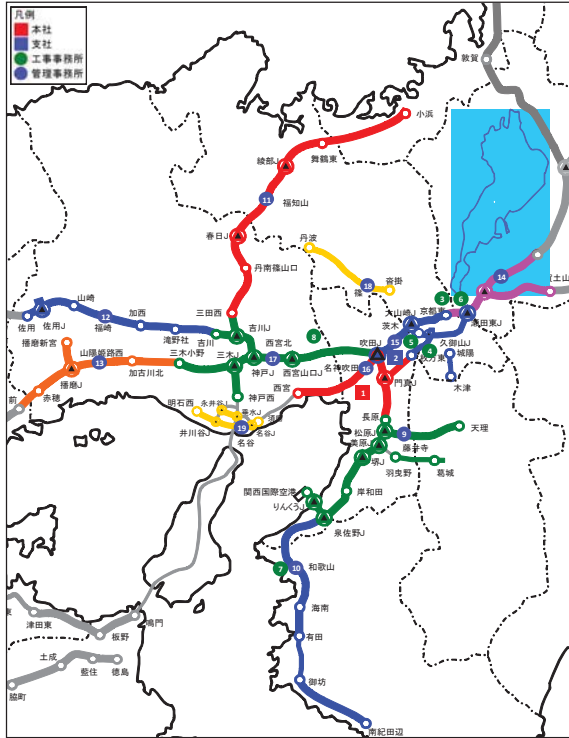 凡例
本社
支社
工事事務所
管理事務所
敦賀
小浜
舞鶴東
綾部J
11
福知山
春日J
丹波
18
篠
沓掛
丹南篠山口
14
3
6
山崎
三田西
大山崎J
京都東
瀬田東J
佐用
佐用J
12
福崎
加西
滝野社
吉川
吉川J
8
茨木
吹田J
15
5
久御山J
播磨新宮
山陽姫路西
三木小野
三木J
17
西宮北
名神吹田
2
4
城陽
13
加古川北
神戸J
西宮山口J
16
門真J
木津
播磨J
赤穂
前
神戸西
西宮
1
明石西
永井谷J
垂水J
井川谷J
19
名谷J
名谷
長原
松原J
9
天理
美原J
藤井寺
堺J
羽曳野
葛城
関西国際空港
りんくうJ
岸和田
泉佐野J
7
10
和歌山
海南
有田
御坊
南紀田辺
鳴門
津田東
板野
土成
藍住
徳島
脇町